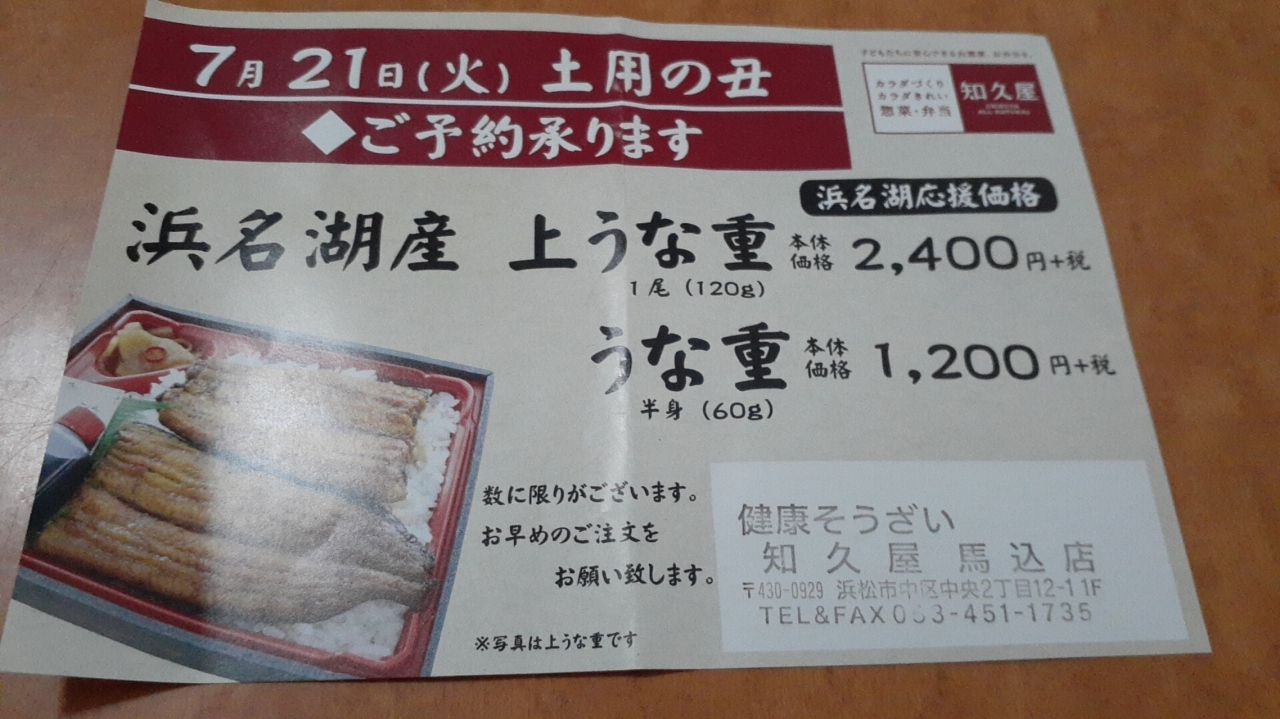 7月21日(火) 土用の丑
◆ご予約承ります
カラダづくり
カラダきれい
惣菜・弁当
知久屋
浜名湖応援価格
浜名湖産 上うな重 本体価格 2,400円+税
1尾 (120g)
うな重 本体価格 1,200円+税
半身 (60g)
数に限りがございます。
お早めのご注文を
お願い致します。
※写真は上うな重です
健康そうざい
知久屋 馬込店
〒430-0929 浜松市中区中央2丁目12-1 1F
TEL&FAX 053-451-1735